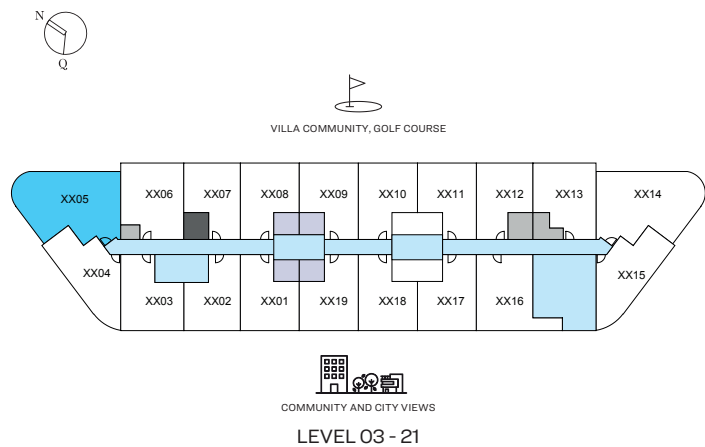 N
Q
VILLA COMMUNITY, GOLF COURSE
XX05
XX06
XX07
XX08
XX09
XX10
XX11
XX12
XX13
XX14
XX04
XX03
XX02
XX01
XX19
XX18
XX17
XX16
XX15
COMMUNITY AND CITY VIEWS
LEVEL 03 - 21